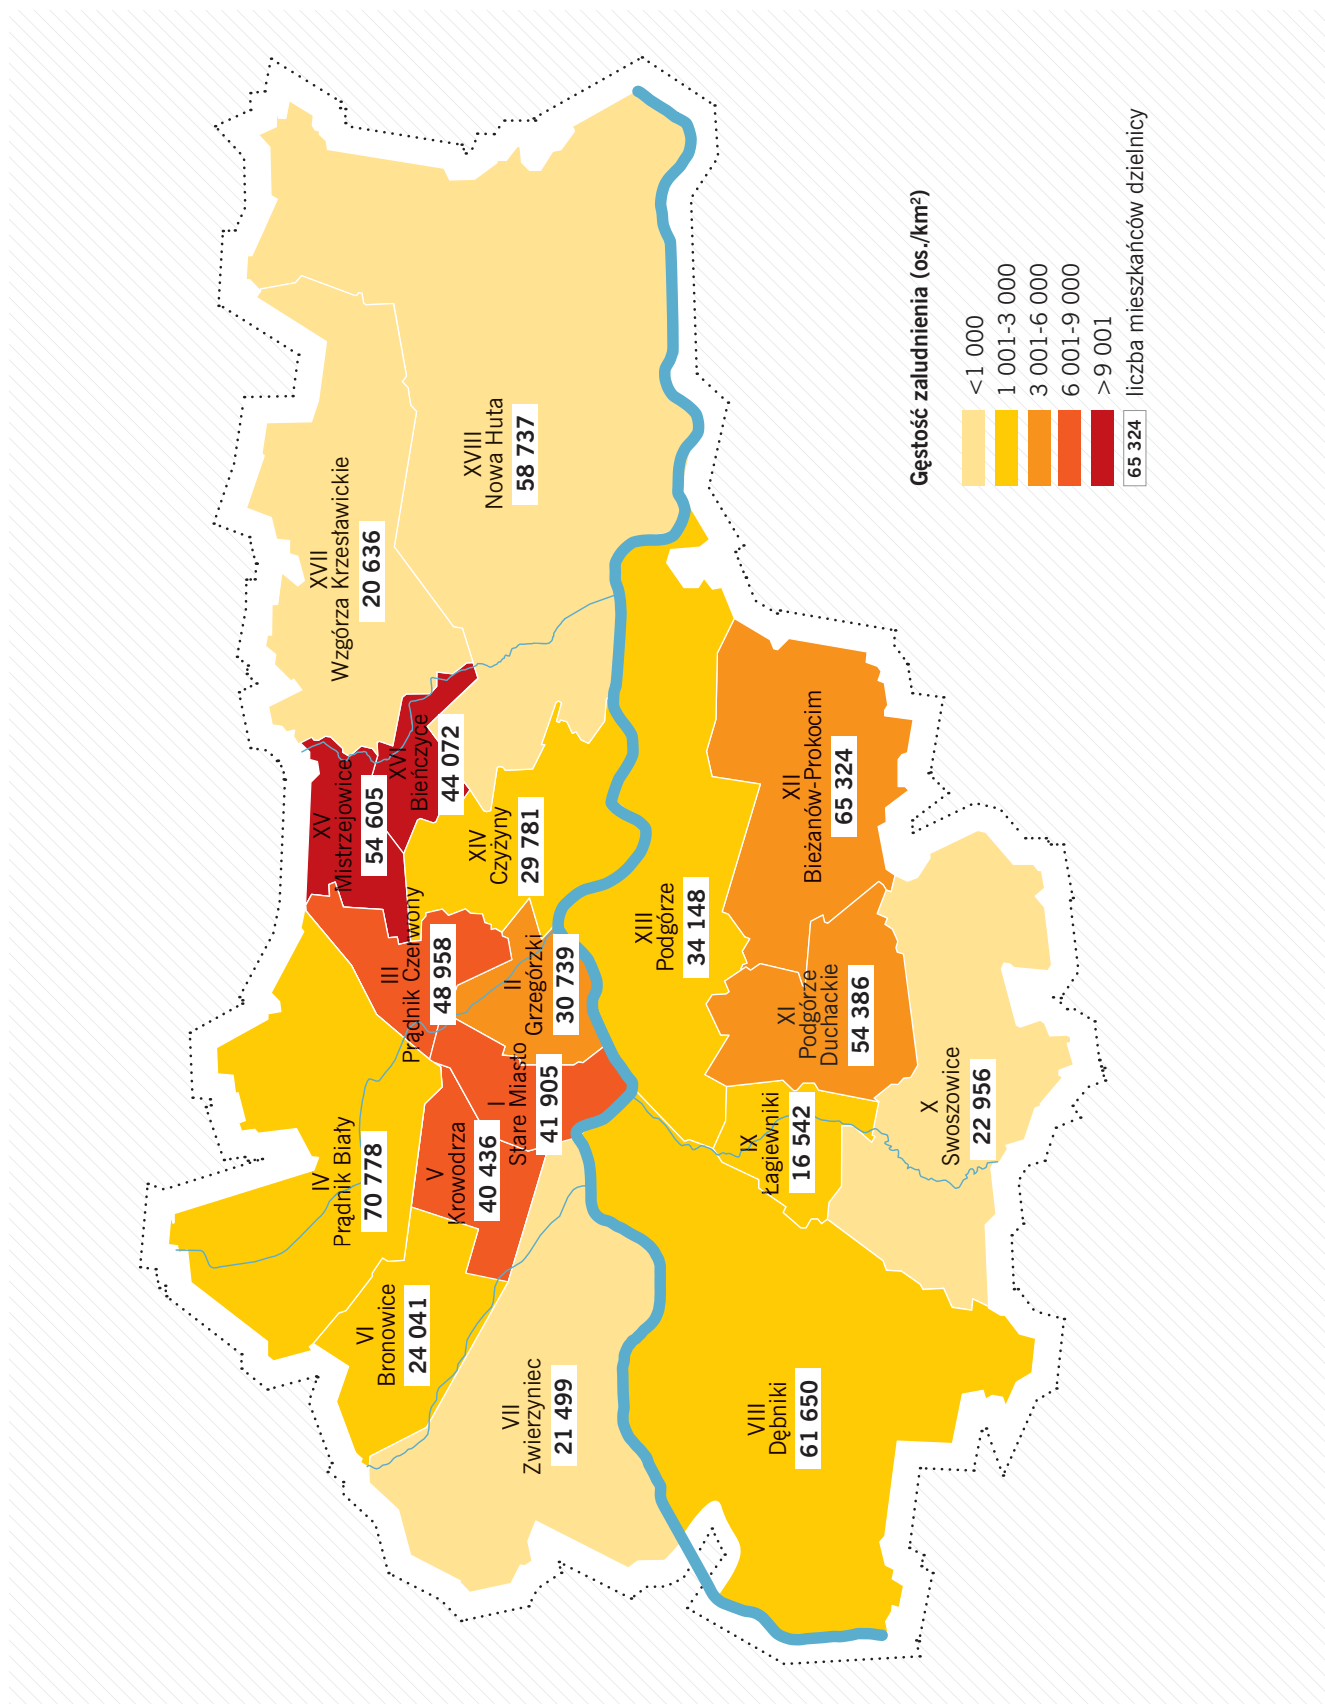 I
Stare Miasto
41 905
II
Grzegórzki
30 739
III
Prądnik Czerwony
48 958
IV
Prądnik Biały
70 778
V
Krowodrza
40 436
VI
Bronowice
24 041
VII
Zwierzyniec
21 499
VIII
Dębniki
61 650
IX
Łagiewniki
16 542
X
Swoszowice
22 956
XI
Podgórze
Duchackie
54 386
XII
Bieżanów-Prokocim
65 324
XIII
Podgórze
34 148
XIV
Czyżyny
29 781
XV
Mistrzejowice
54 605
XVI
Bieńczyce
44 072
XVII
Wzgórza Krzesławickie
20 636
XVIII
Nowa Huta
58 737
Gęstość zaludnienia (os./km²)
<1 000
1 001-3 000
3 001-6 000
6 001-9 000
>9 001
65 324 liczba mieszkańców dzielnicy